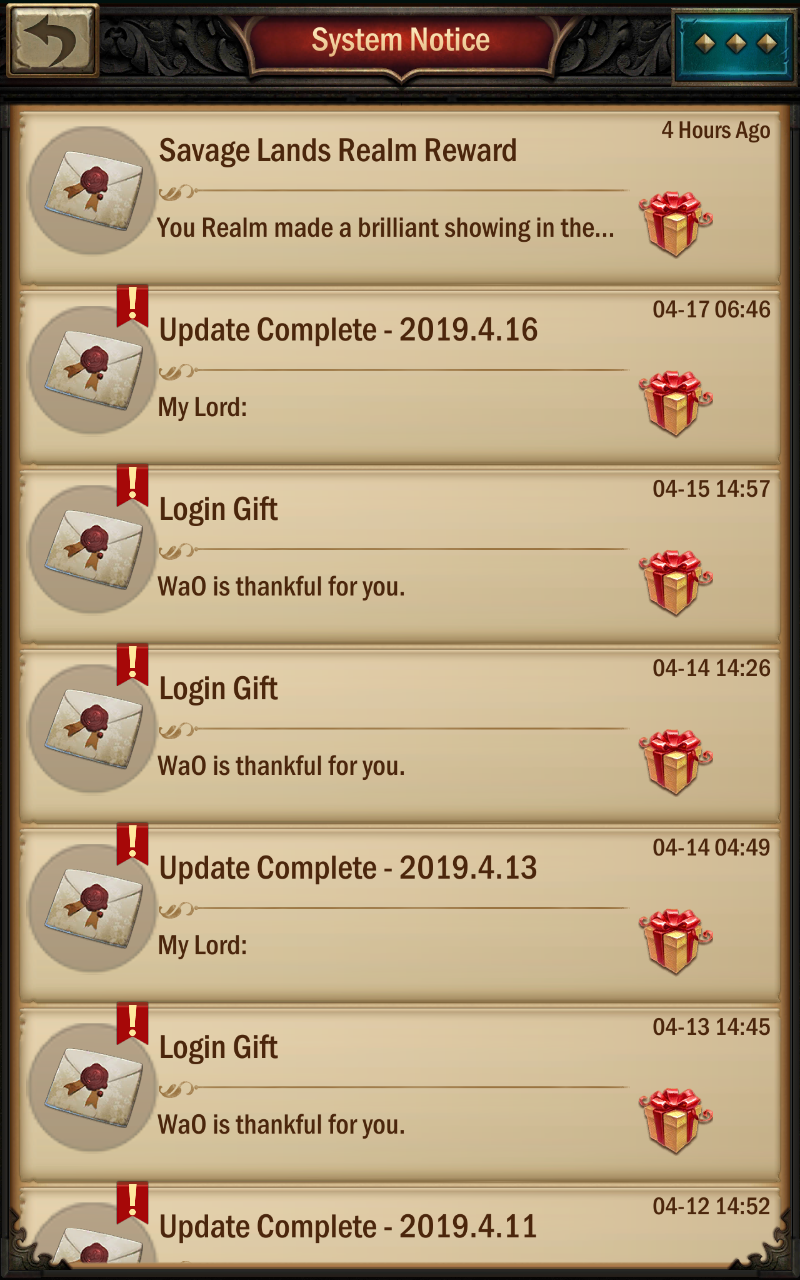 System Notice
4 Hours Ago
Savage Lands Realm Reward
You Realm made a brilliant showing in the...
04-17 06:46
Update Complete - 2019.4.16
My Lord:
04-15 14:57
Login Gift
WaO is thankful for you.
04-14 14:26
Login Gift
WaO is thankful for you.
04-14 04:49
Update Complete - 2019.4.13
My Lord:
04-13 14:45
Login Gift
WaO is thankful for you.
04-12 14:52
Update Complete - 2019.4.11